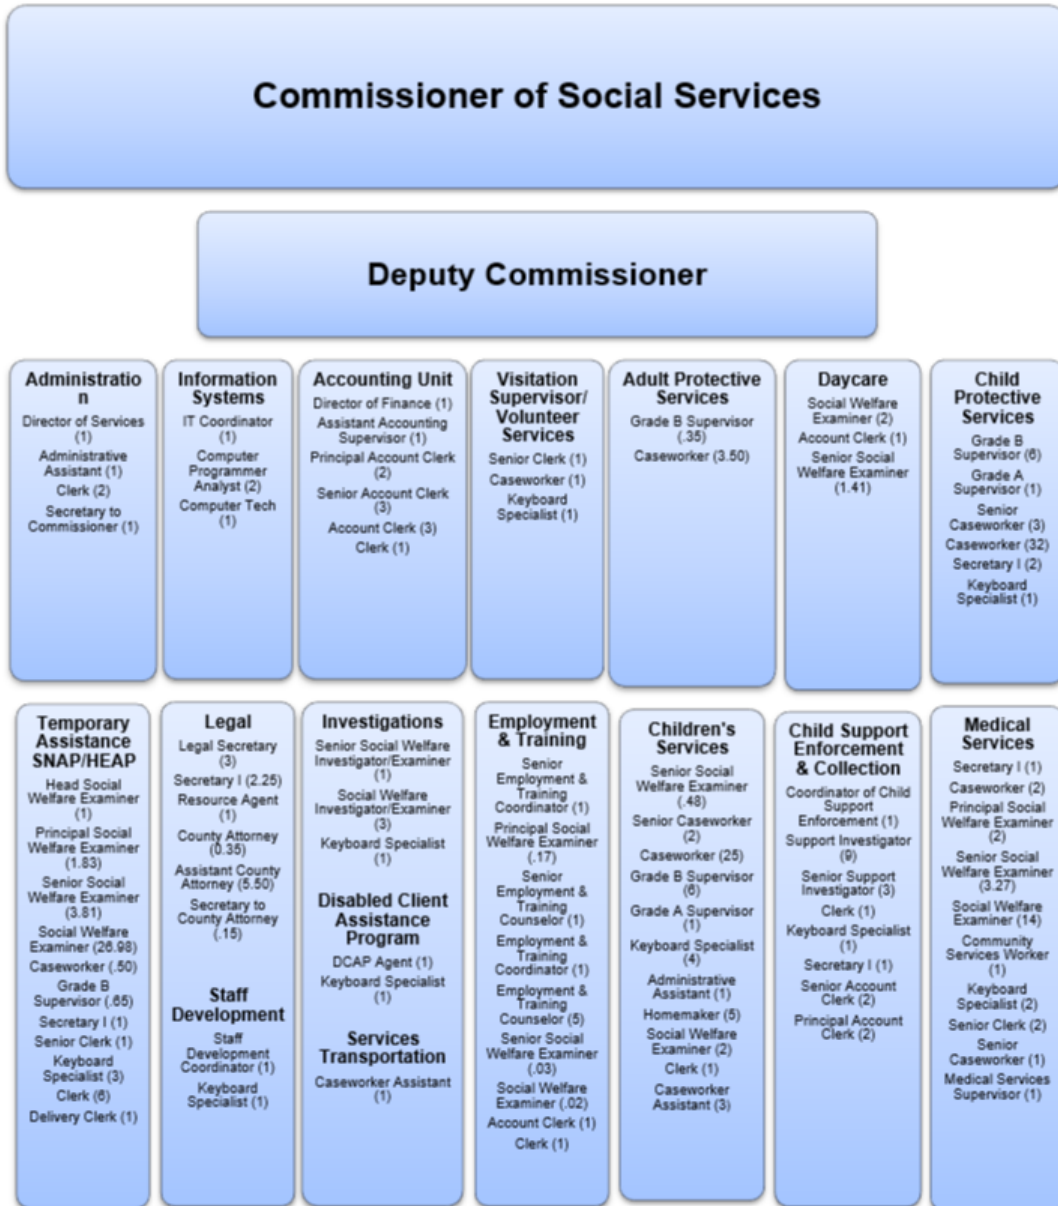 Commissioner of Social Services
Deputy Commissioner
Administratio
n
Director of Services
(1)
Administrative
Assistant (1)
Clerk (2)
Secretary to
Commissioner (1)
Information
Systems
IT Coordinator
(1)
Computer
Programmer
Analyst (2)
Computer Tech
(1)
Accounting Unit
Director of Finance (1)
Assistant Accounting
Supervisor (1)
Principal Account Clerk
(2)
Senior Account Clerk
(3)
Account Clerk (3)
Clerk (1)
Visitation
Supervisor/
Volunteer
Services
Senior Clerk (1)
Caseworker (1)
Keyboard
Specialist (1)
Adult Protective
Services
Grade B Supervisor
(.35)
Caseworker (3.50)
Daycare
Social Welfare
Examiner (2)
Account Clerk (1)
Senior Social
Welfare Examiner
(1.41)
Child
Protective
Services
Grade B
Supervisor (6)
Grade A
Supervisor (1)
Senior
Caseworker (3)
Caseworker (32)
Secretary I (2)
Keyboard
Specialist (1)
Temporary
Assistance
SNAP/HEAP
Head Social
Welfare Examiner
(1)
Principal Social
Welfare Examiner
(1.83)
Senior Social
Welfare Examiner
(3.81)
Social Welfare
Examiner (26.98)
Caseworker (.50)
Grade B
Supervisor (.65)
Secretary I (1)
Senior Clerk (1)
Keyboard
Specialist (3)
Clerk (6)
Delivery Clerk (1)
Legal
Legal Secretary
(3)
Secretary I (2.25)
Resource Agent
(1)
County Attorney
(0.35)
Assistant County
Attorney (5.50)
Secretary to
County Attorney
(.15)
Staff
Development
Staff
Development
Coordinator (1)
Keyboard
Specialist (1)
Investigations
Senior Social Welfare
Investigator/Examiner
(1)
Social Welfare
Investigator/Examiner
(3)
Keyboard Specialist
(1)
Disabled Client
Assistance
Program
DCAP Agent (1)
Keyboard Specialist
(1)
Services
Transportation
Caseworker Assistant
(1)
Employment
& Training
Senior
Employment &
Training
Coordinator (1)
Principal Social
Welfare Examiner
(.17)
Senior
Employment &
Training
Counselor (1)
Employment &
Training
Coordinator (1)
Employment &
Training
Counselor (5)
Senior Social
Welfare Examiner
(.03)
Social Welfare
Examiner (.02)
Account Clerk (1)
Clerk (1)
Children's
Services
Senior Social
Welfare Examiner
(.48)
Senior Caseworker
(2)
Caseworker (25)
Grade B Supervisor
(6)
Grade A Supervisor
(1)
Keyboard Specialist
(4)
Administrative
Assistant (1)
Homemaker (5)
Social Welfare
Examiner (2)
Clerk (1)
Caseworker
Assistant (3)
Child Support
Enforcement
& Collection
Coordinator of Child
Support
Enforcement (1)
Support Investigator
(9)
Senior Support
Investigator (3)
Clerk (1)
Keyboard Specialist
(1)
Secretary I (1)
Senior Account
Clerk (2)
Principal Account
Clerk (2)
Medical
Services
Secretary I (1)
Caseworker (2)
Principal Social
Welfare Examiner
(2)
Senior Social
Welfare Examiner
(3.27)
Social Welfare
Examiner (14)
Community
Services Worker
(1)
Keyboard
Specialist (2)
Senior Clerk (2)
Senior
Caseworker (1)
Medical Services
Supervisor (1)